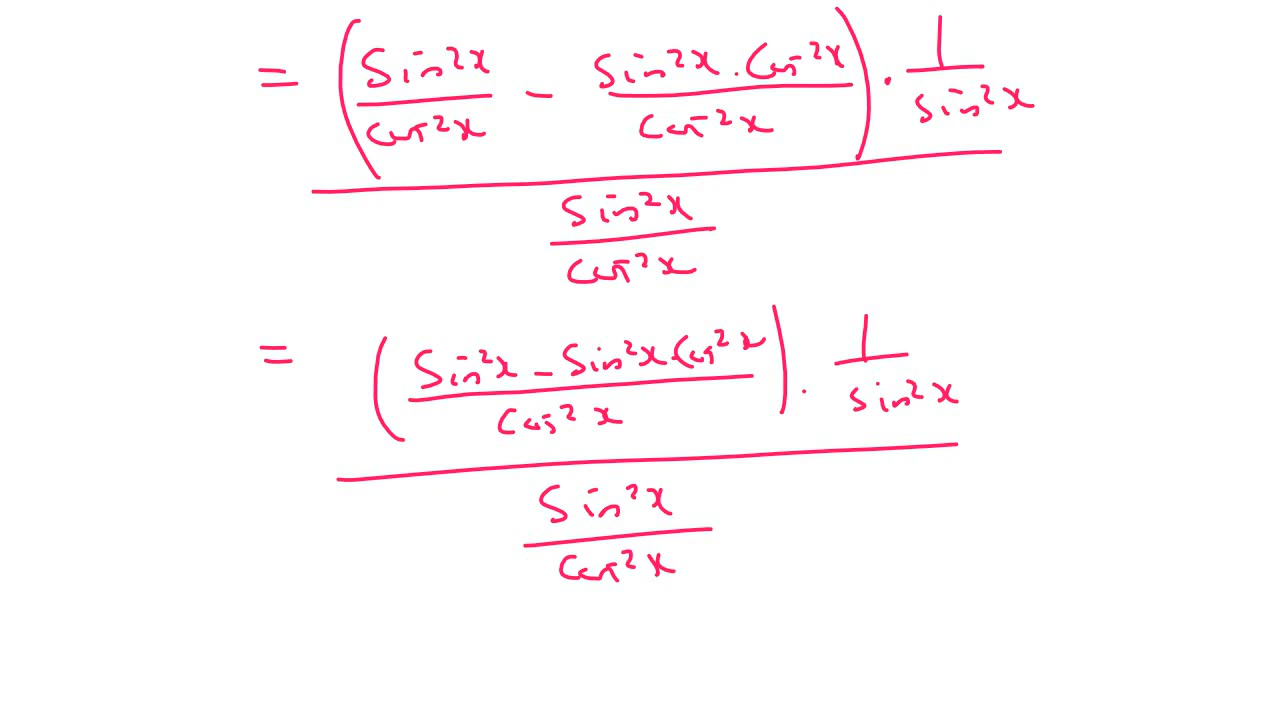 = (Sin²x/Cos²x - Sin²x.Cos²x/Cos²x) . 1/Sin²x
Sin²x/Cos²x
= (Sin²x - Sin²x.Cos²x/Cos²x) . 1/Sin²x
Sin²x/Cos²x